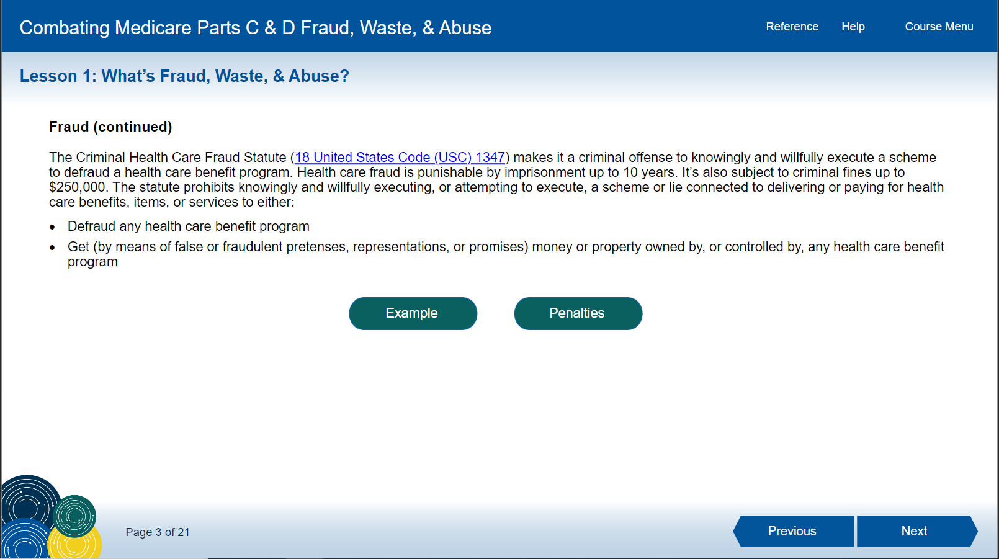 Combating Medicare Parts C & D Fraud, Waste, & Abuse
Reference
Help
Course Menu
Lesson 1: What’s Fraud, Waste, & Abuse?
Fraud (continued)
The Criminal Health Care Fraud Statute (18 United States Code (USC) 1347) makes it a criminal offense to knowingly and willfully execute a scheme
to defraud a health care benefit program. Health care fraud is punishable by imprisonment up to 10 years. It’s also subject to criminal fines up to
$250,000. The statute prohibits knowingly and willfully executing, or attempting to execute, a scheme or lie connected to delivering or paying for health
care benefits, items, or services to either:
• Defraud any health care benefit program
• Get (by means of false or fraudulent pretenses, representations, or promises) money or property owned by, or controlled by, any health care benefit
program
Example
Penalties
Page 3 of 21
Previous
Next